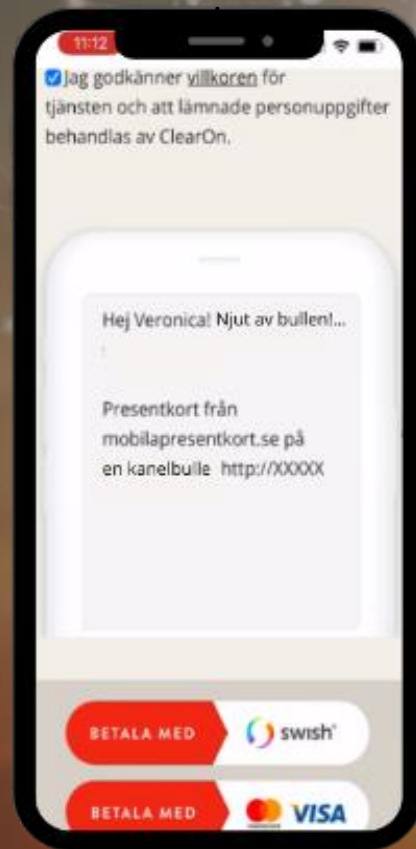 11:12
Jag godkänner villkoren för
tjänsten och att lämnade personuppgifter
behandlas av ClearOn.
Hej Veronica! Njut av bullen!...
Presentkort från
mobilapresentkort.se på
en kanelbulle http://XXXXX
BETALA MED swish
BETALA MED VISA